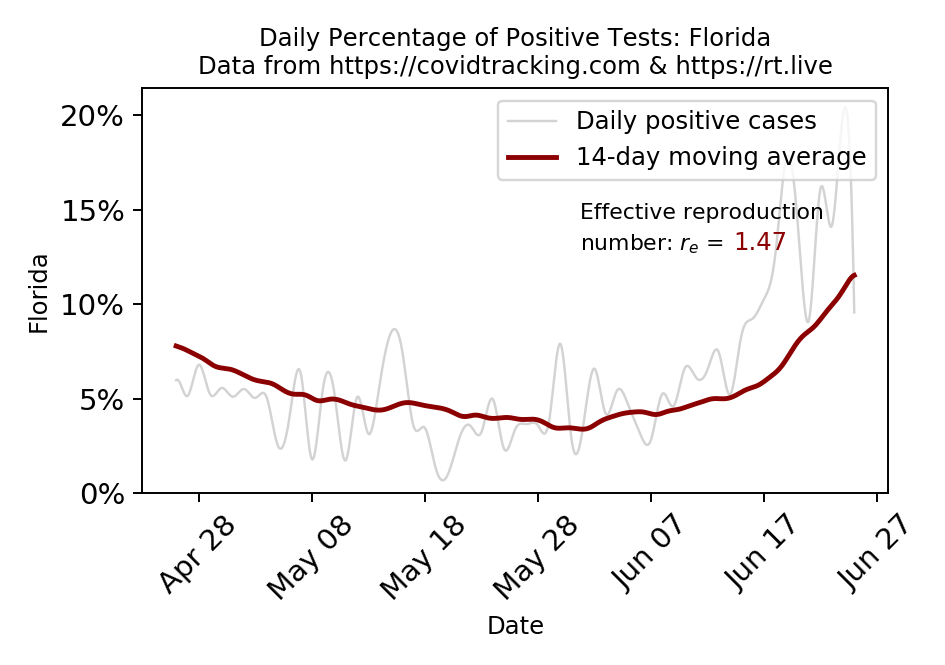 Daily Percentage of Positive Tests: Florida
Data from https://covidtracking.com & https://rt.live
20%
15%
10%
5%
0%
Florida
Daily positive cases
14-day moving average
Effective reproduction
number: rₑ = 1.47
Apr 28
May 08
May 18
May 28
Jun 07
Jun 17
Jun 27
Date